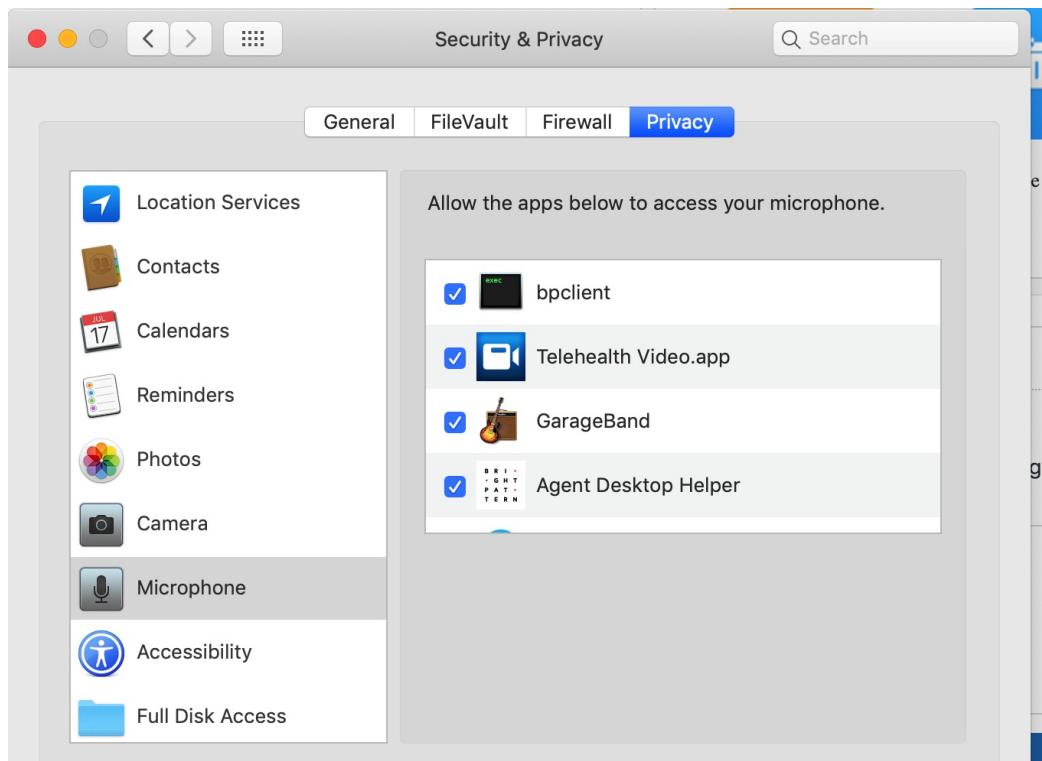 Security & Privacy
Search
General FileVault Firewall Privacy
Location Services
Contacts
JUL
17
Calendars
Reminders
Photos
Camera
Microphone
Accessibility
Full Disk Access
Allow the apps below to access your microphone.
exec
bpclient
Telehealth Video.app
GarageBand
BRI
GHT
PAT
TERN
Agent Desktop Helper
e
g